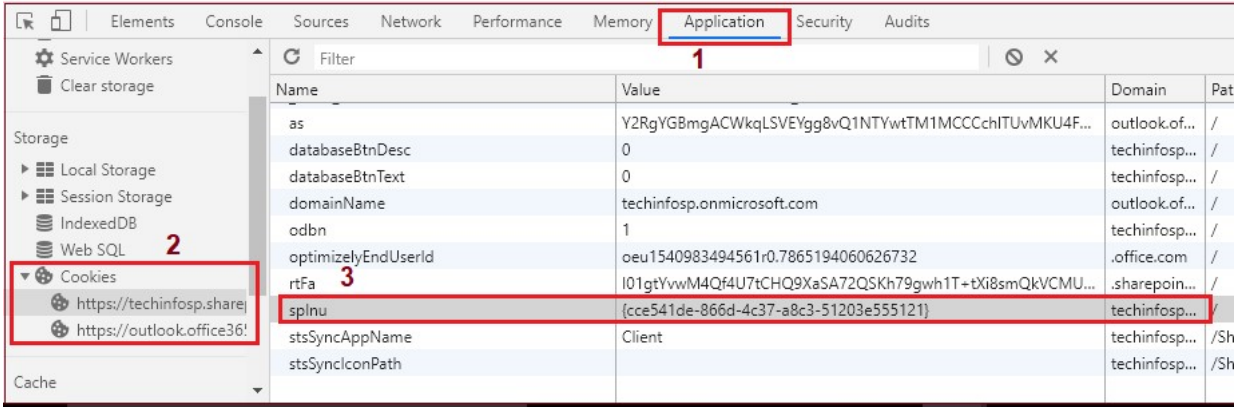 Elements Console Sources Network Performance Memory Application Security Audits
1
Service Workers
Clear storage
Storage
Local Storage
Session Storage
IndexedDB
Web SQL
2
Cookies
https://techinfosp.share
https://outlook.office365
Cache
Filter
Name Value Domain Pat
as Y2RgYGBmgACWkqLSVEYgg8vQ1NTYwtTM1MCCCchlTUvMKU4F... outlook.of... /
databaseBtnDesc 0 techinfosp... /
databaseBtnText 0 techinfosp... /
domainName techinfosp.onmicrosoft.com outlook.of... /
odbn 1 techinfosp... /
optimizelyEndUserId oeu1540983494561r0.7865194060626732 .office.com /
rtFa 3 I01gtYvwM4Qf4U7tCHQ9XaSA72QSKh79gwh1T+tXi8smQkVCMU... .sharepoin... /
splnu {cce541de-866d-4c37-a8c3-51203e555121} techinfosp... /
stsSyncAppName Client techinfosp... /Sh
stsSyncIconPath techinfosp... /Sh